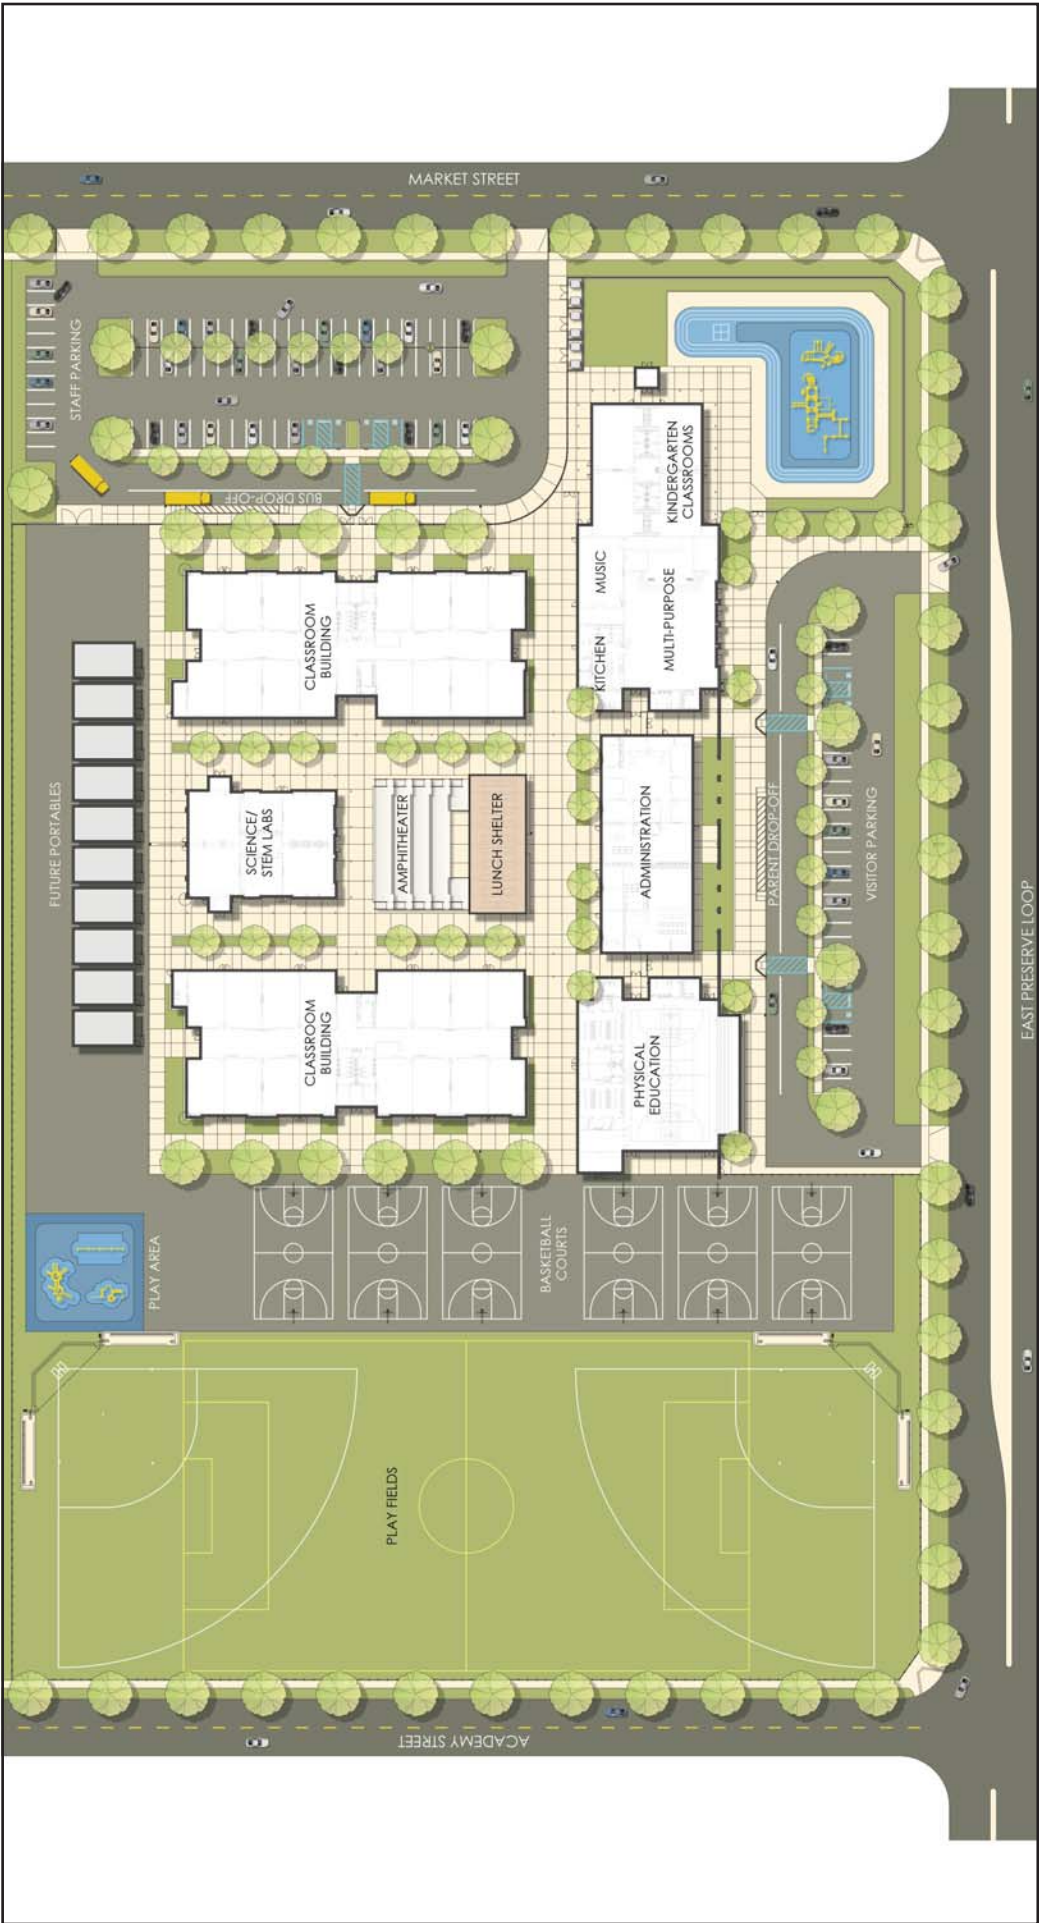 MARKET STREET
STAFF PARKING
BUS DROP-OFF
KINDERGARTEN
CLASSROOMS
MUSIC
KITCHEN
MULTI-PURPOSE
CLASSROOM
BUILDING
FUTURE PORTABLES
SCIENCE/
STEM LABS
AMPHITHEATER
LUNCH SHELTER
ADMINISTRATION
PARENT DROP-OFF
VISITOR PARKING
EAST PRESERVE LOOP
CLASSROOM
BUILDING
PHYSICAL
EDUCATION
PLAY AREA
BASKETBALL
COURTS
PLAY FIELDS
ACADEMY STREET